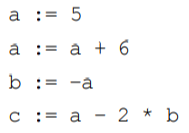 a := 5
a := a + 6
b := -a
c := a - 2 * b